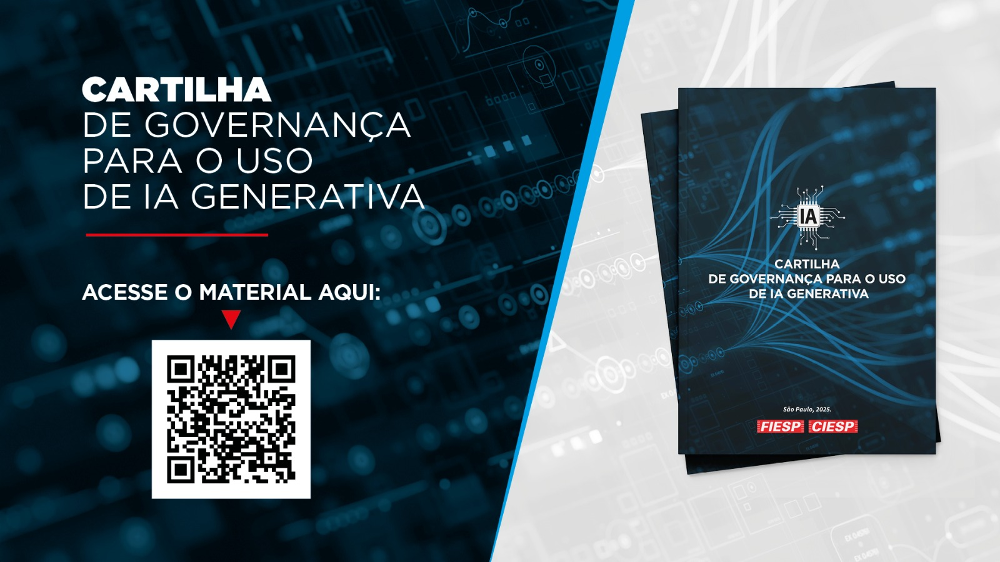 CARTILHA
DE GOVERNANÇA
PARA O USO
DE IA GENERATIVA
ACESSE O MATERIAL AQUI:
IA
CARTILHA
DE GOVERNANÇA PARA O USO
DE IA GENERATIVA
São Paulo, 2025.
FIESP CIESP